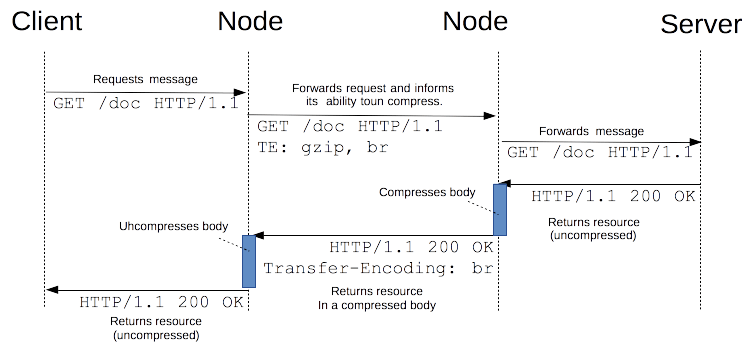 Client
Node
Node
Server
Requests message
GET /doc HTTP/1.1
Forwards request and informs
its ability toun compress.
GET /doc HTTP/1.1
TE: gzip, br
Forwards message
GET /doc HTTP/1.1
HTTP/1.1 200 OK
Returns resource
(uncompressed)
Compresses body
HTTP/1.1 200 OK
Transfer-Encoding: br
Returns resource
In a compressed body
Uhcompresses body
HTTP/1.1 200 OK
Returns resource
(uncompressed)